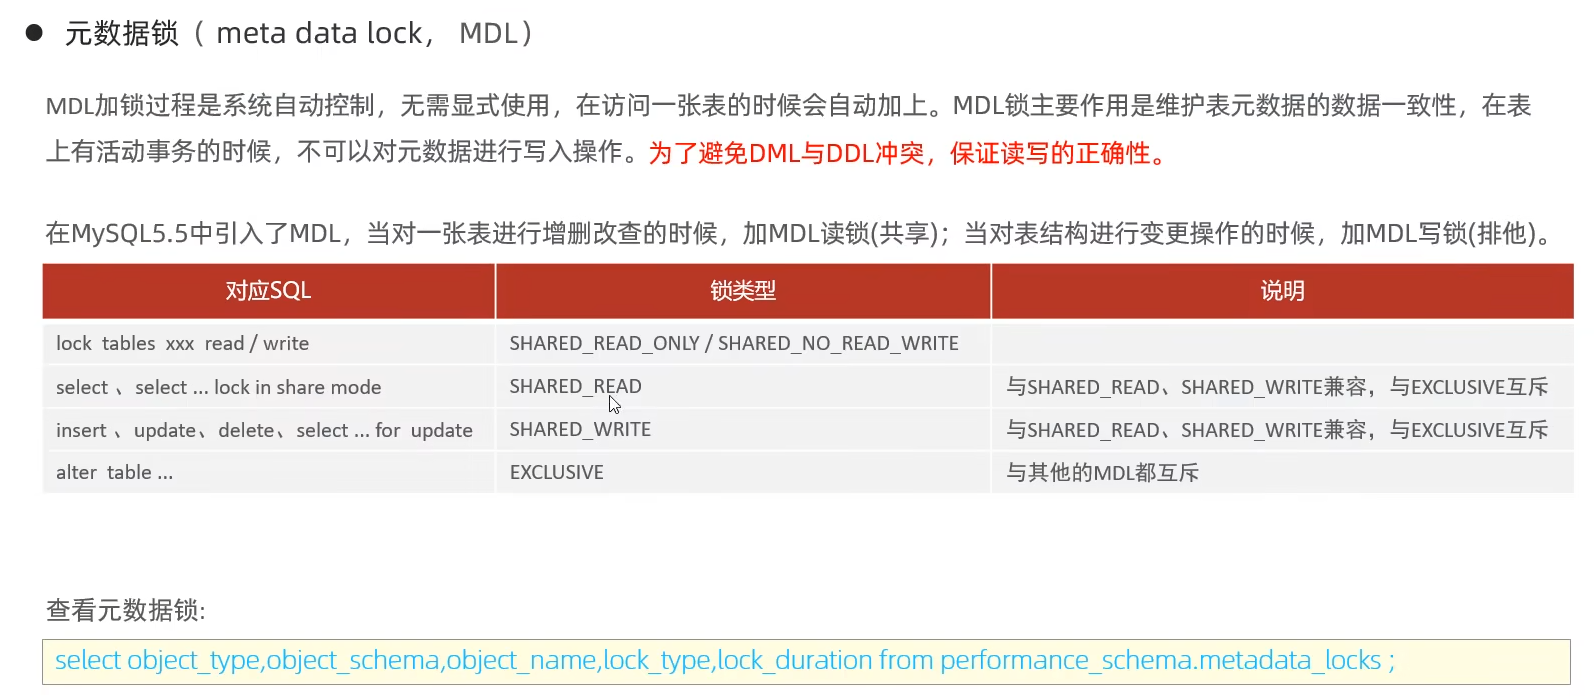 ● 元数据锁（ meta data lock， MDL）
MDL加锁过程是系统自动控制，无需显式使用，在访问一张表的时候会自动加上。MDL锁主要作用是维护表元数据的数据一致性，在表
上有活动事务的时候，不可以对元数据进行写入操作。为了避免DML与DDL冲突，保证读写的正确性。
在MySQL5.5中引入了MDL，当对一张表进行增删改查的时候，加MDL读锁(共享)；当对表结构进行变更操作的时候，加MDL写锁(排他)。
对应SQL 锁类型 说明
lock tables xxx read / write SHARED_READ_ONLY / SHARED_NO_READ_WRITE
select 、select ... lock in share mode SHARED_READ 与SHARED_READ、SHARED_WRITE兼容，与EXCLUSIVE互斥
insert 、update、delete、select ... for update SHARED_WRITE 与SHARED_READ、SHARED_WRITE兼容，与EXCLUSIVE互斥
alter table ... EXCLUSIVE 与其他的MDL都互斥
查看元数据锁:
select object_type,object_schema,object_name,lock_type,lock_duration from performance_schema.metadata_locks ;